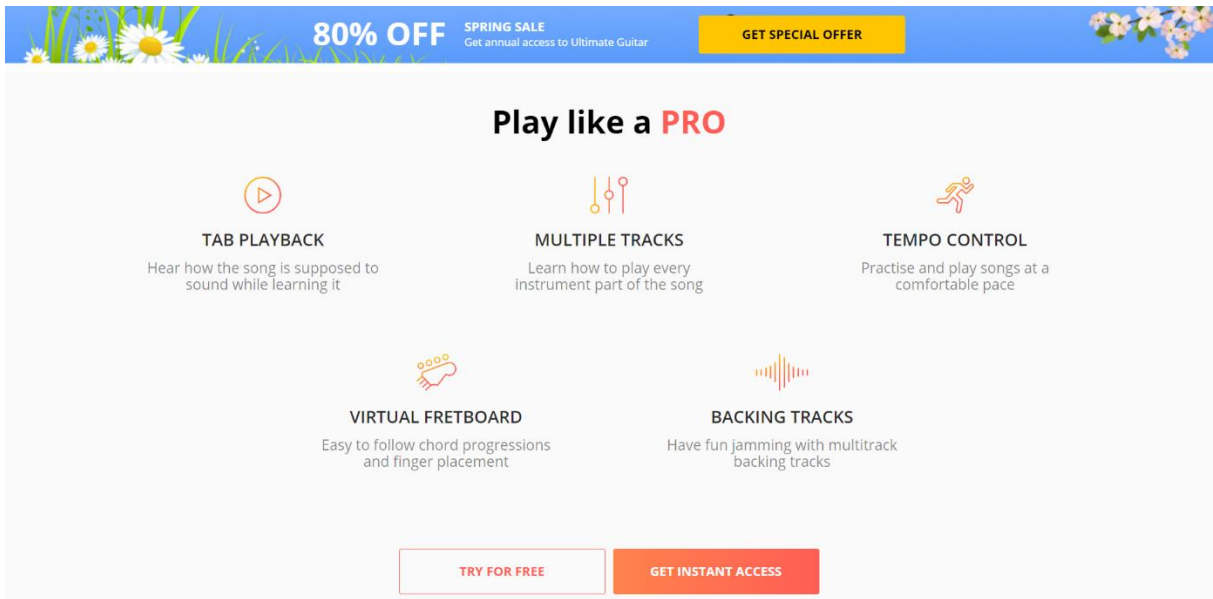 80% OFF
SPRING SALE
Get annual access to Ultimate Guitar
GET SPECIAL OFFER
Play like a PRO
TAB PLAYBACK
Hear how the song is supposed to
sound while learning it
MULTIPLE TRACKS
Learn how to play every
instrument part of the song
TEMPO CONTROL
Practise and play songs at a
comfortable pace
VIRTUAL FRETBOARD
Easy to follow chord progressions
and finger placement
BACKING TRACKS
Have fun jamming with multitrack
backing tracks
TRY FOR FREE
GET INSTANT ACCESS